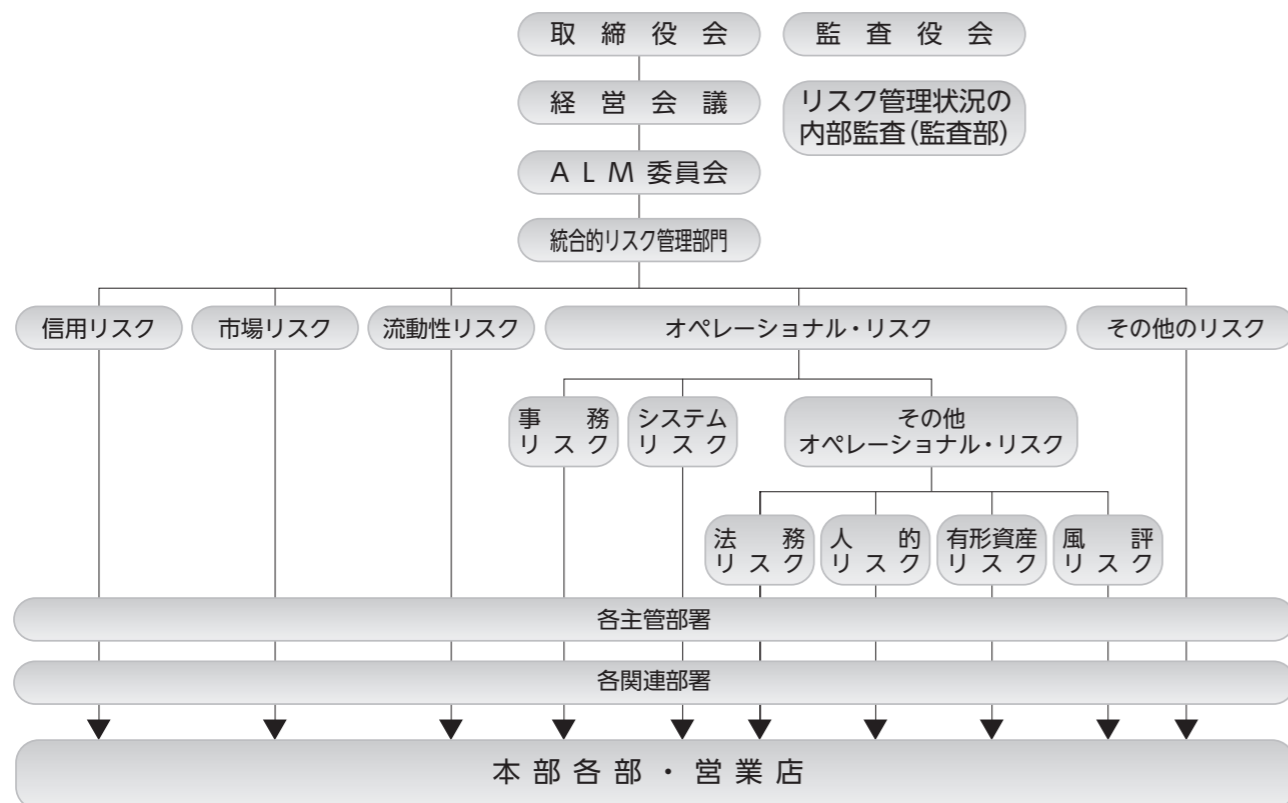 取締役会
監査役会
経営会議
リスク管理状況の
内部監査(監査部)
ALM委員会
統合的リスク管理部門
信用リスク
市場リスク
流動性リスク
オペレーショナル・リスク
その他のリスク
事務
リスク
システム
リスク
その他
オペレーショナル・リスク
法務
リスク
人的
リスク
有形資産
リスク
風評
リスク
各主管部署
各関連部署
本部各部・営業店